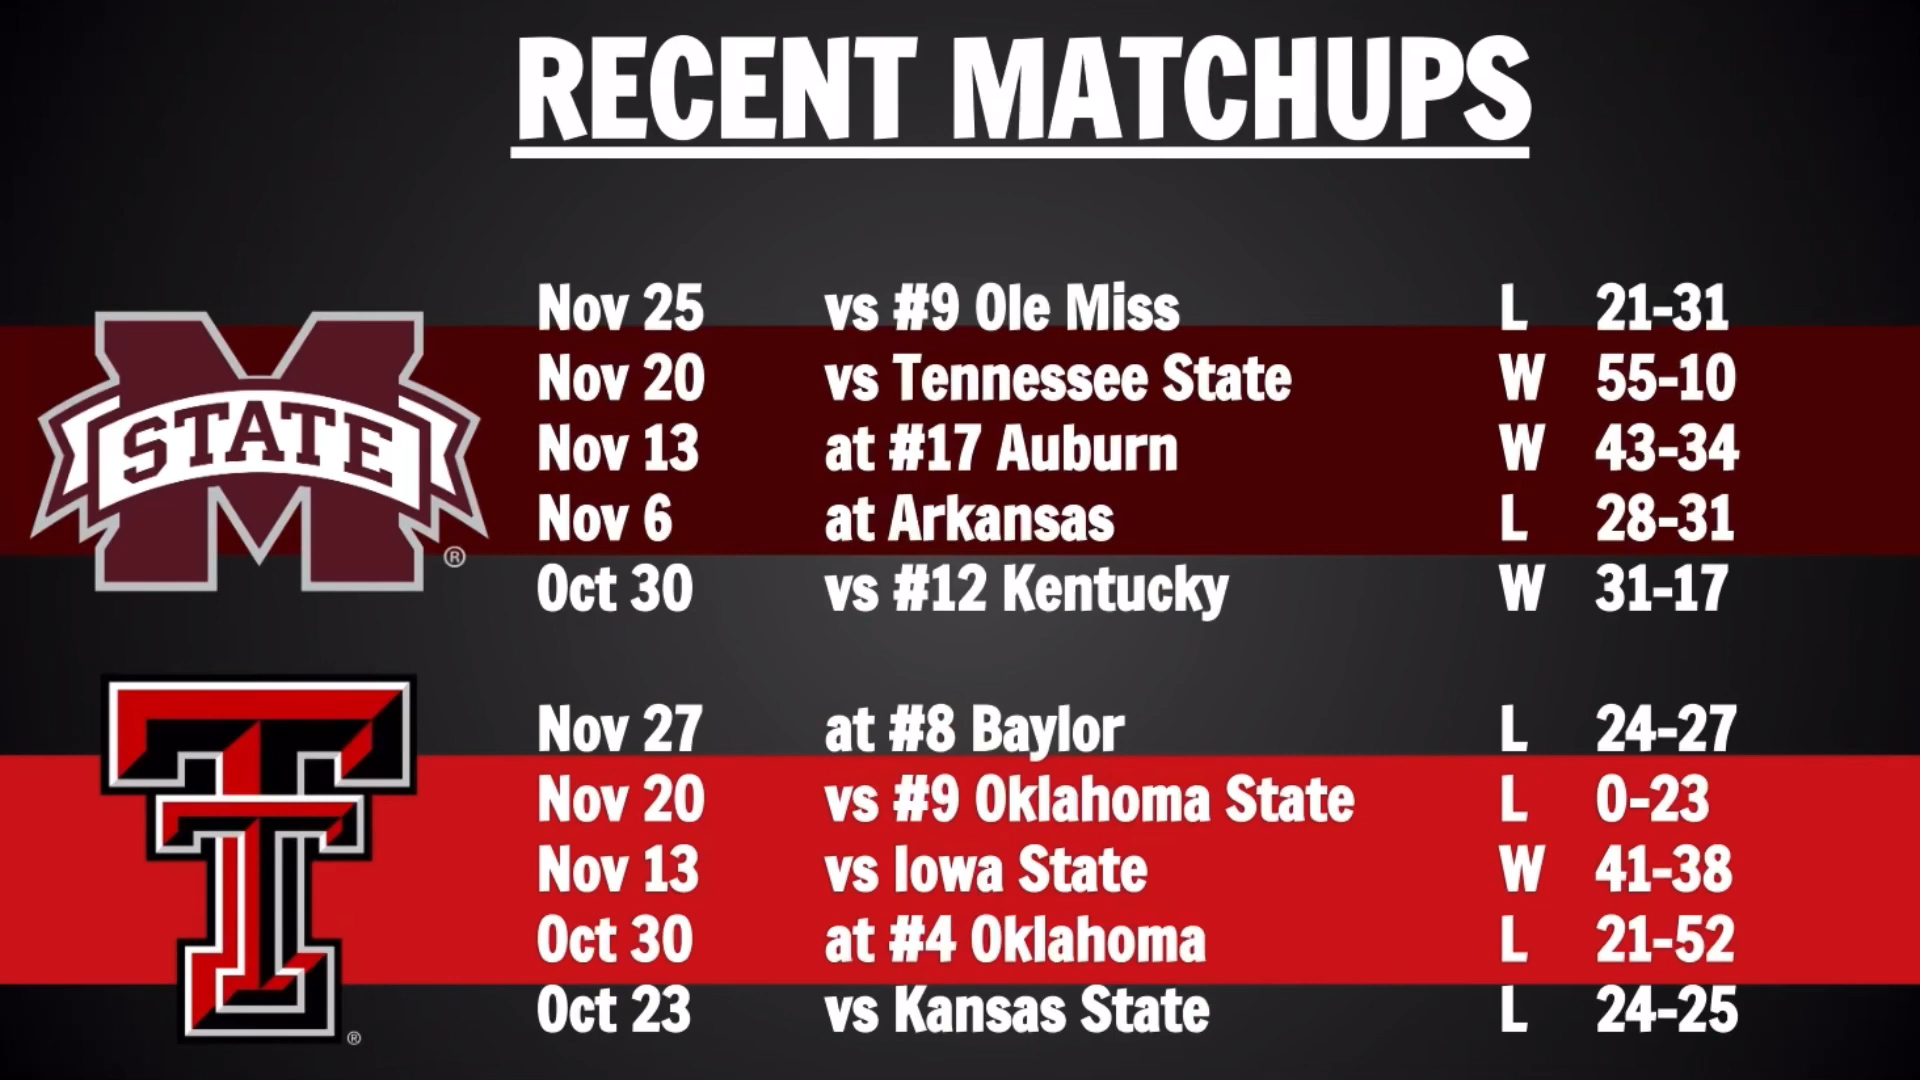 RECENT MATCHUPS
Nov 25 vs #9 Ole Miss L 21-31
Nov 20 vs Tennessee State W 55-10
Nov 13 at #17 Auburn W 43-34
Nov 6 at Arkansas L 28-31
Oct 30 vs #12 Kentucky W 31-17
STATE
®
Nov 27 at #8 Baylor L 24-27
Nov 20 vs #9 Oklahoma State L 0-23
Nov 13 vs Iowa State W 41-38
Oct 30 at #4 Oklahoma L 21-52
Oct 23 vs Kansas State L 24-25
®